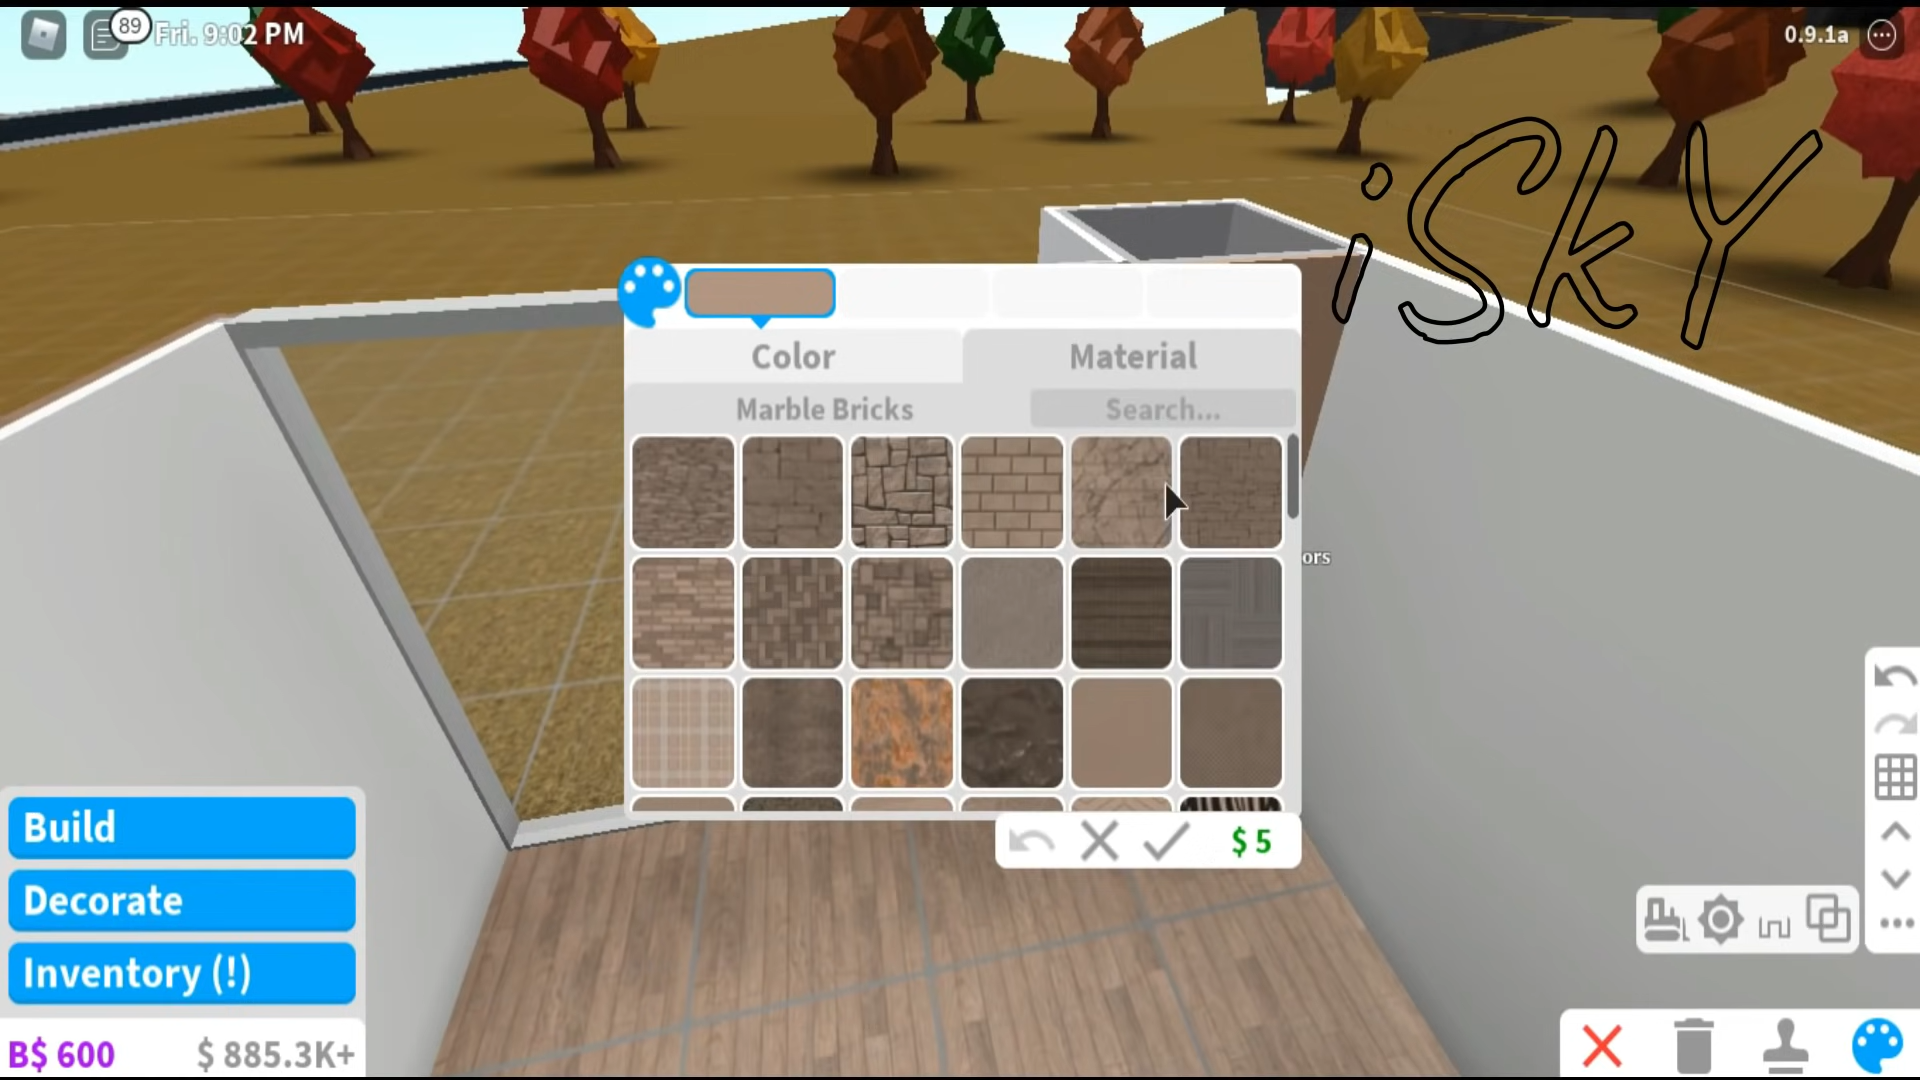 89
Fri. 9:02 PM
0.9.1a
iSkY
Color
Material
Marble Bricks
Search...
ors
Build
Decorate
Inventory (!)
B$ 600
$ 885.3K+
$ 5